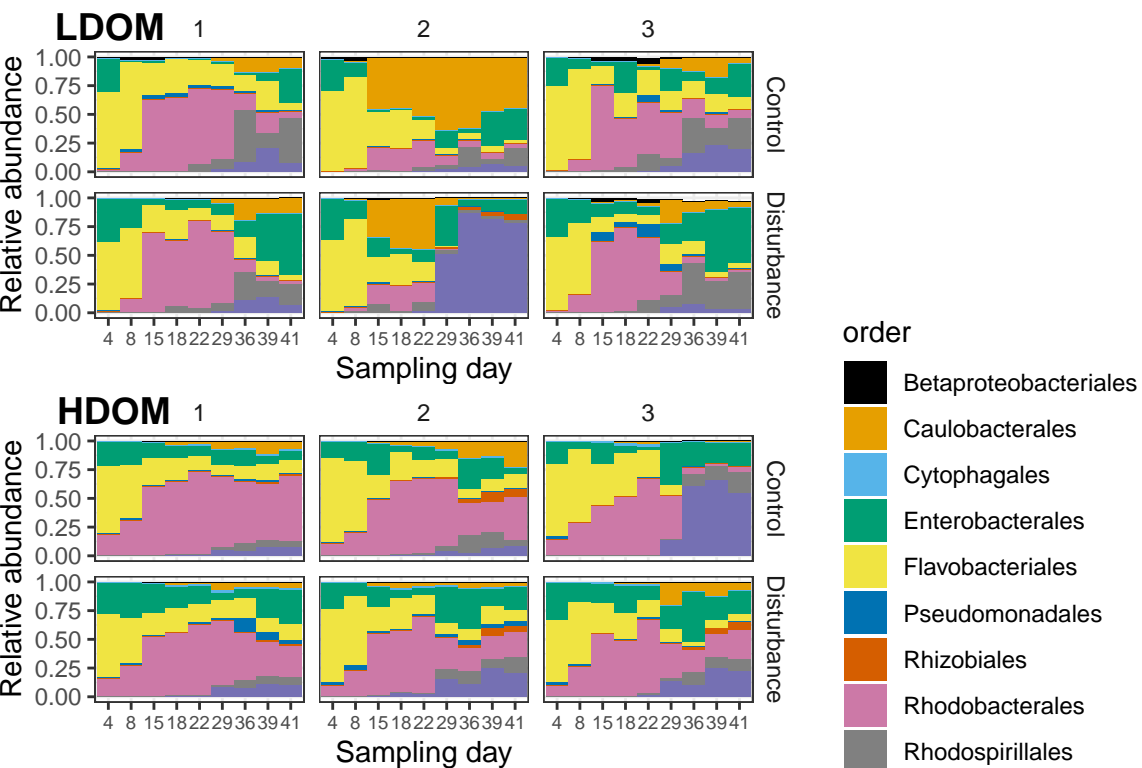 LDOM 1 2 3
Relative abundance
1.00
0.75
0.50
0.25
0.00
Control
1.00
0.75
0.50
0.25
0.00
Disturbance
4 8 15 18 22 29 36 39 41 4 8 15 18 22 29 36 39 41 4 8 15 18 22 29 36 39 41
Sampling day
HDOM 1 2 3
Relative abundance
1.00
0.75
0.50
0.25
0.00
Control
1.00
0.75
0.50
0.25
0.00
Disturbance
4 8 15 18 22 29 36 39 41 4 8 15 18 22 29 36 39 41 4 8 15 18 22 29 36 39 41
Sampling day
order
Betaproteobacteriales
Caulobacterales
Cytophagales
Enterobacterales
Flavobacteriales
Pseudomonadales
Rhizobiales
Rhodobacterales
Rhodospirillales